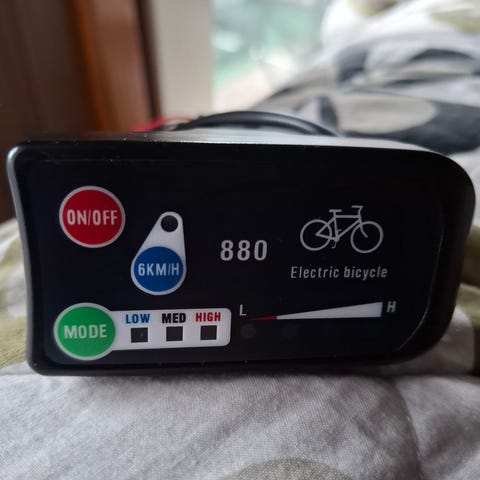 ON/OFF
6KM/H
880
Electric bicycle
MODE
LOW MED HIGH
L H